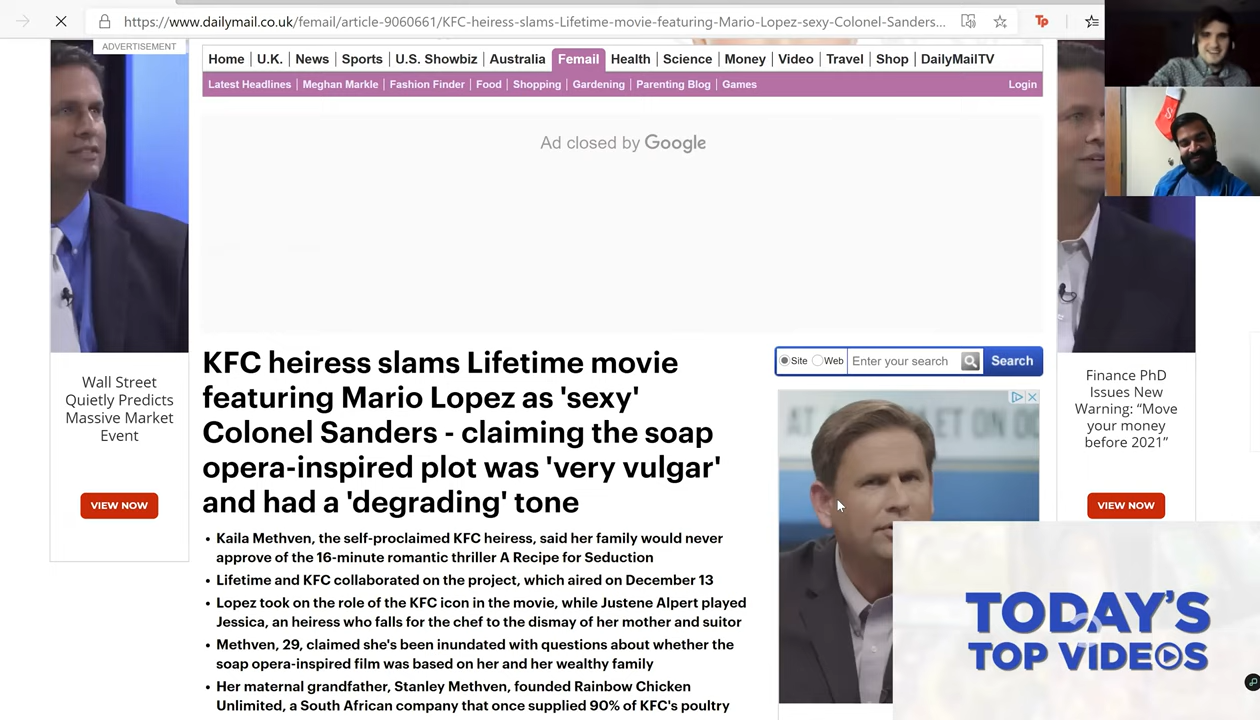 https://www.dailymail.co.uk/femail/article-9060661/KFC-heiress-slams-Lifetime-movie-featuring-Mario-Lopez-sexy-Colonel-Sanders...
Tp
ADVERTISEMENT
Home U.K. News Sports U.S. Showbiz Australia Femail Health Science Money Video Travel Shop DailyMailTV
Latest Headlines Meghan Markle Fashion Finder Food Shopping Gardening Parenting Blog Games Login
Ad closed by Google
KFC heiress slams Lifetime movie
featuring Mario Lopez as 'sexy'
Colonel Sanders - claiming the soap
opera-inspired plot was 'very vulgar'
and had a 'degrading' tone
• Kaila Methven, the self-proclaimed KFC heiress, said her family would never
approve of the 16-minute romantic thriller A Recipe for Seduction
• Lifetime and KFC collaborated on the project, which aired on December 13
• Lopez took on the role of the KFC icon in the movie, while Justene Alpert played
Jessica, an heiress who falls for the chef to the dismay of her mother and suitor
• Methven, 29, claimed she's been inundated with questions about whether the
soap opera-inspired film was based on her and her wealthy family
• Her maternal grandfather, Stanley Methven, founded Rainbow Chicken
Unlimited, a South African company that once supplied 90% of KFC's poultry
Site Web Enter your search Search
Wall Street
Quietly Predicts
Massive Market
Event
VIEW NOW
Finance PhD
Issues New
Warning: “Move
your money
before 2021”
VIEW NOW
TODAY'S
TOP VIDEOS